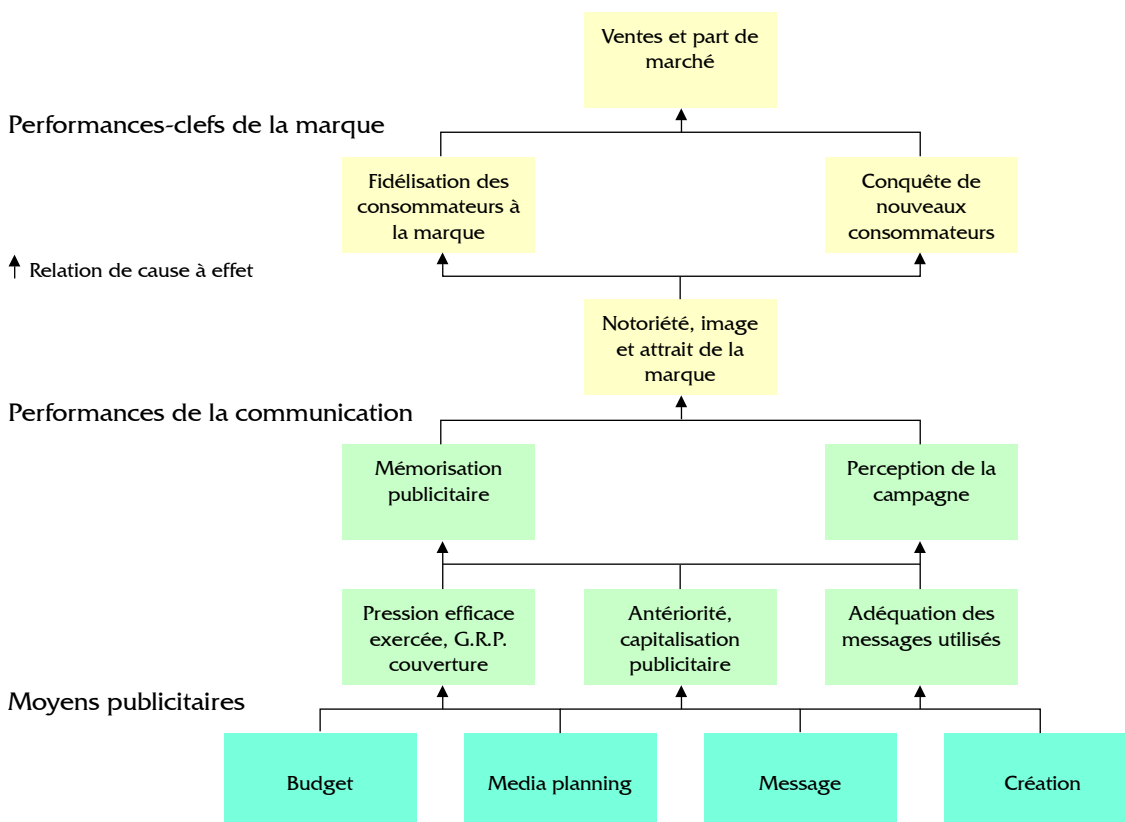 Ventes et part de
marché
Performances-clefs de la marque
Fidélisation des
consommateurs à
la marque
Conquête de
nouveaux
consommateurs
Relation de cause à effet
Notoriété, image
et attrait de la
marque
Performances de la communication
Mémorisation
publicitaire
Perception de la
campagne
Pression efficace
exercée, G.R.P.
couverture
Antériorité,
capitalisation
publicitaire
Adéquation des
messages utilisés
Moyens publicitaires
Budget
Media planning
Message
Création